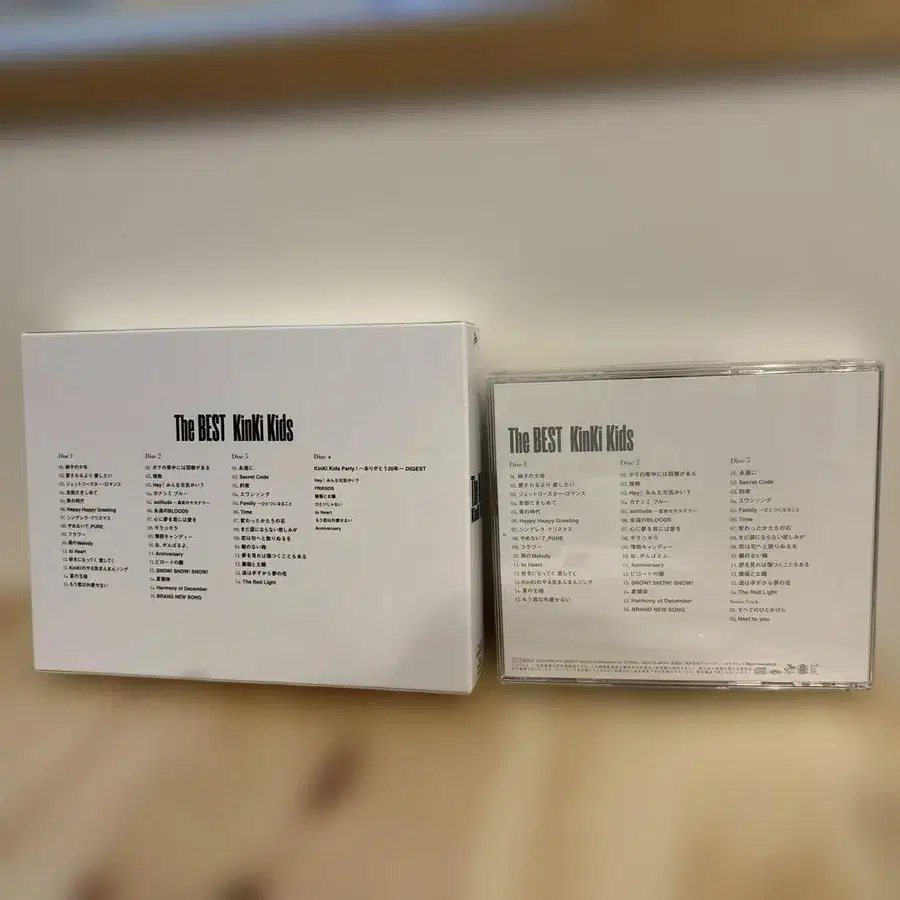 The BEST KinKi Kids
Disc 1
01. 硝子の少年
02. 愛されるより 愛したい
03. ジェットコースター・ロマンス
04. 全部だきしめて
05. 青の時代
06. Happy Happy Greeting
07. シンデレラ・クリスマス
08. やめないで,PURE
09. フラワー
10. 雨のMelody
11. to Heart
12. 好きになってく 愛してく
13. KinKiのやる気まんまんソング
14. 夏の王様
15. もう君以外愛せない
Disc 2
01. ボクの背中には羽根がある
02. 情熱
03. Hey! みんな元気かい?
04. カナシミ ブルー
05. solitude 〜真実のサヨナラ〜
06. 永遠のBLOODS
07. 心に夢を君には愛を
08. ギラ☆ギラ
09. 薄荷キャンディー
10. ね、がんばるよ。
11. Anniversary
12. ビロードの闇
13. SNOW! SNOW! SNOW!
14. 夏模様
15. Harmony of December
16. BRAND NEW SONG
Disc 3
01. 永遠に
02. Secret Code
03. 約束
04. スワンソング
05. Family 〜ひとつになること
06. Time
07. 変わったかたちの石
08. まだ涙にならない悲しみが
09. 恋は匂へと散りぬるを
10. 鍵のない箱
11. 夢を見れば傷つくこともある
12. 薔薇と太陽
13. 道は手ずから夢の花
14. The Red Light
Disc 4
KinKi Kids Party! 〜ありがとう20年〜 DIGEST
Hey! みんな元気かい?
FRIENDS
薔薇と太陽
ひとりじゃない
to Heart
もう君以外愛せない
Anniversary
The BEST KinKi Kids
Disc 1
01. 硝子の少年
02. 愛されるより 愛したい
03. ジェットコースター・ロマンス
04. 全部だきしめて
05. 青の時代
06. Happy Happy Greeting
07. シンデレラ・クリスマス
08. やめないで,PURE
09. フラワー
10. 雨のMelody
11. to Heart
12. 好きになってく 愛してく
13. KinKiのやる気まんまんソング
14. 夏の王様
15. もう君以外愛せない
Disc 2
01. ボクの背中には羽根がある
02. 情熱
03. Hey! みんな元気かい?
04. カナシミ ブルー
05. solitude 〜真実のサヨナラ〜
06. 永遠のBLOODS
07. 心に夢を君には愛を
08. ギラ☆ギラ
09. 薄荷キャンディー
10. ね、がんばるよ。
11. Anniversary
12. ビロードの闇
13. SNOW! SNOW! SNOW!
14. 夏模様
15. Harmony of December
16. BRAND NEW SONG
Disc 3
01. 永遠に
02. Secret Code
03. 約束
04. スワンソング
05. Family 〜ひとつになること
06. Time
07. 変わったかたちの石
08. まだ涙にならない悲しみが
09. 恋は匂へと散りぬるを
10. 鍵のない箱
11. 夢を見れば傷つくこともある
12. 薔薇と太陽
13. 道は手ずから夢の花
14. The Red Light
Bonus Track
02. すべてのひとかけら
03. Next to you